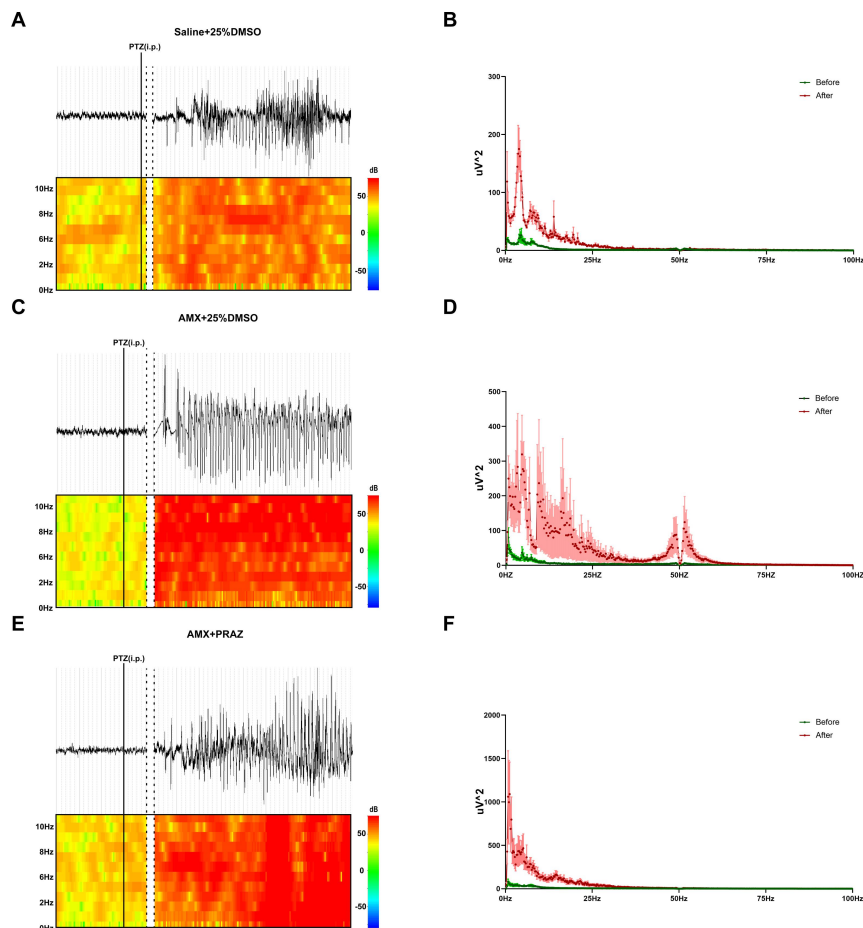 A
Saline+25%DMSO
PTZ(i.p.)
dB
10Hz
8Hz
6Hz
2Hz
0Hz
50
0
-50
B
300
200
100
0
uV^2
0Hz
25Hz
50Hz
75Hz
100Hz
Before
After
C
AMX+25%DMSO
PTZ(i.p.)
dB
10Hz
8Hz
6Hz
2Hz
0Hz
50
0
-50
D
500
400
300
200
100
0
uV^2
0HZ
25Hz
50Hz
75Hz
100Hz
Before
After
E
AMX+PRAZ
PTZ(i.p.)
dB
10Hz
8Hz
6Hz
2Hz
0Hz
50
0
-50
F
2000
1500
1000
500
0
uV^2
0Hz
25Hz
50Hz
75Hz
100Hz
Before
After